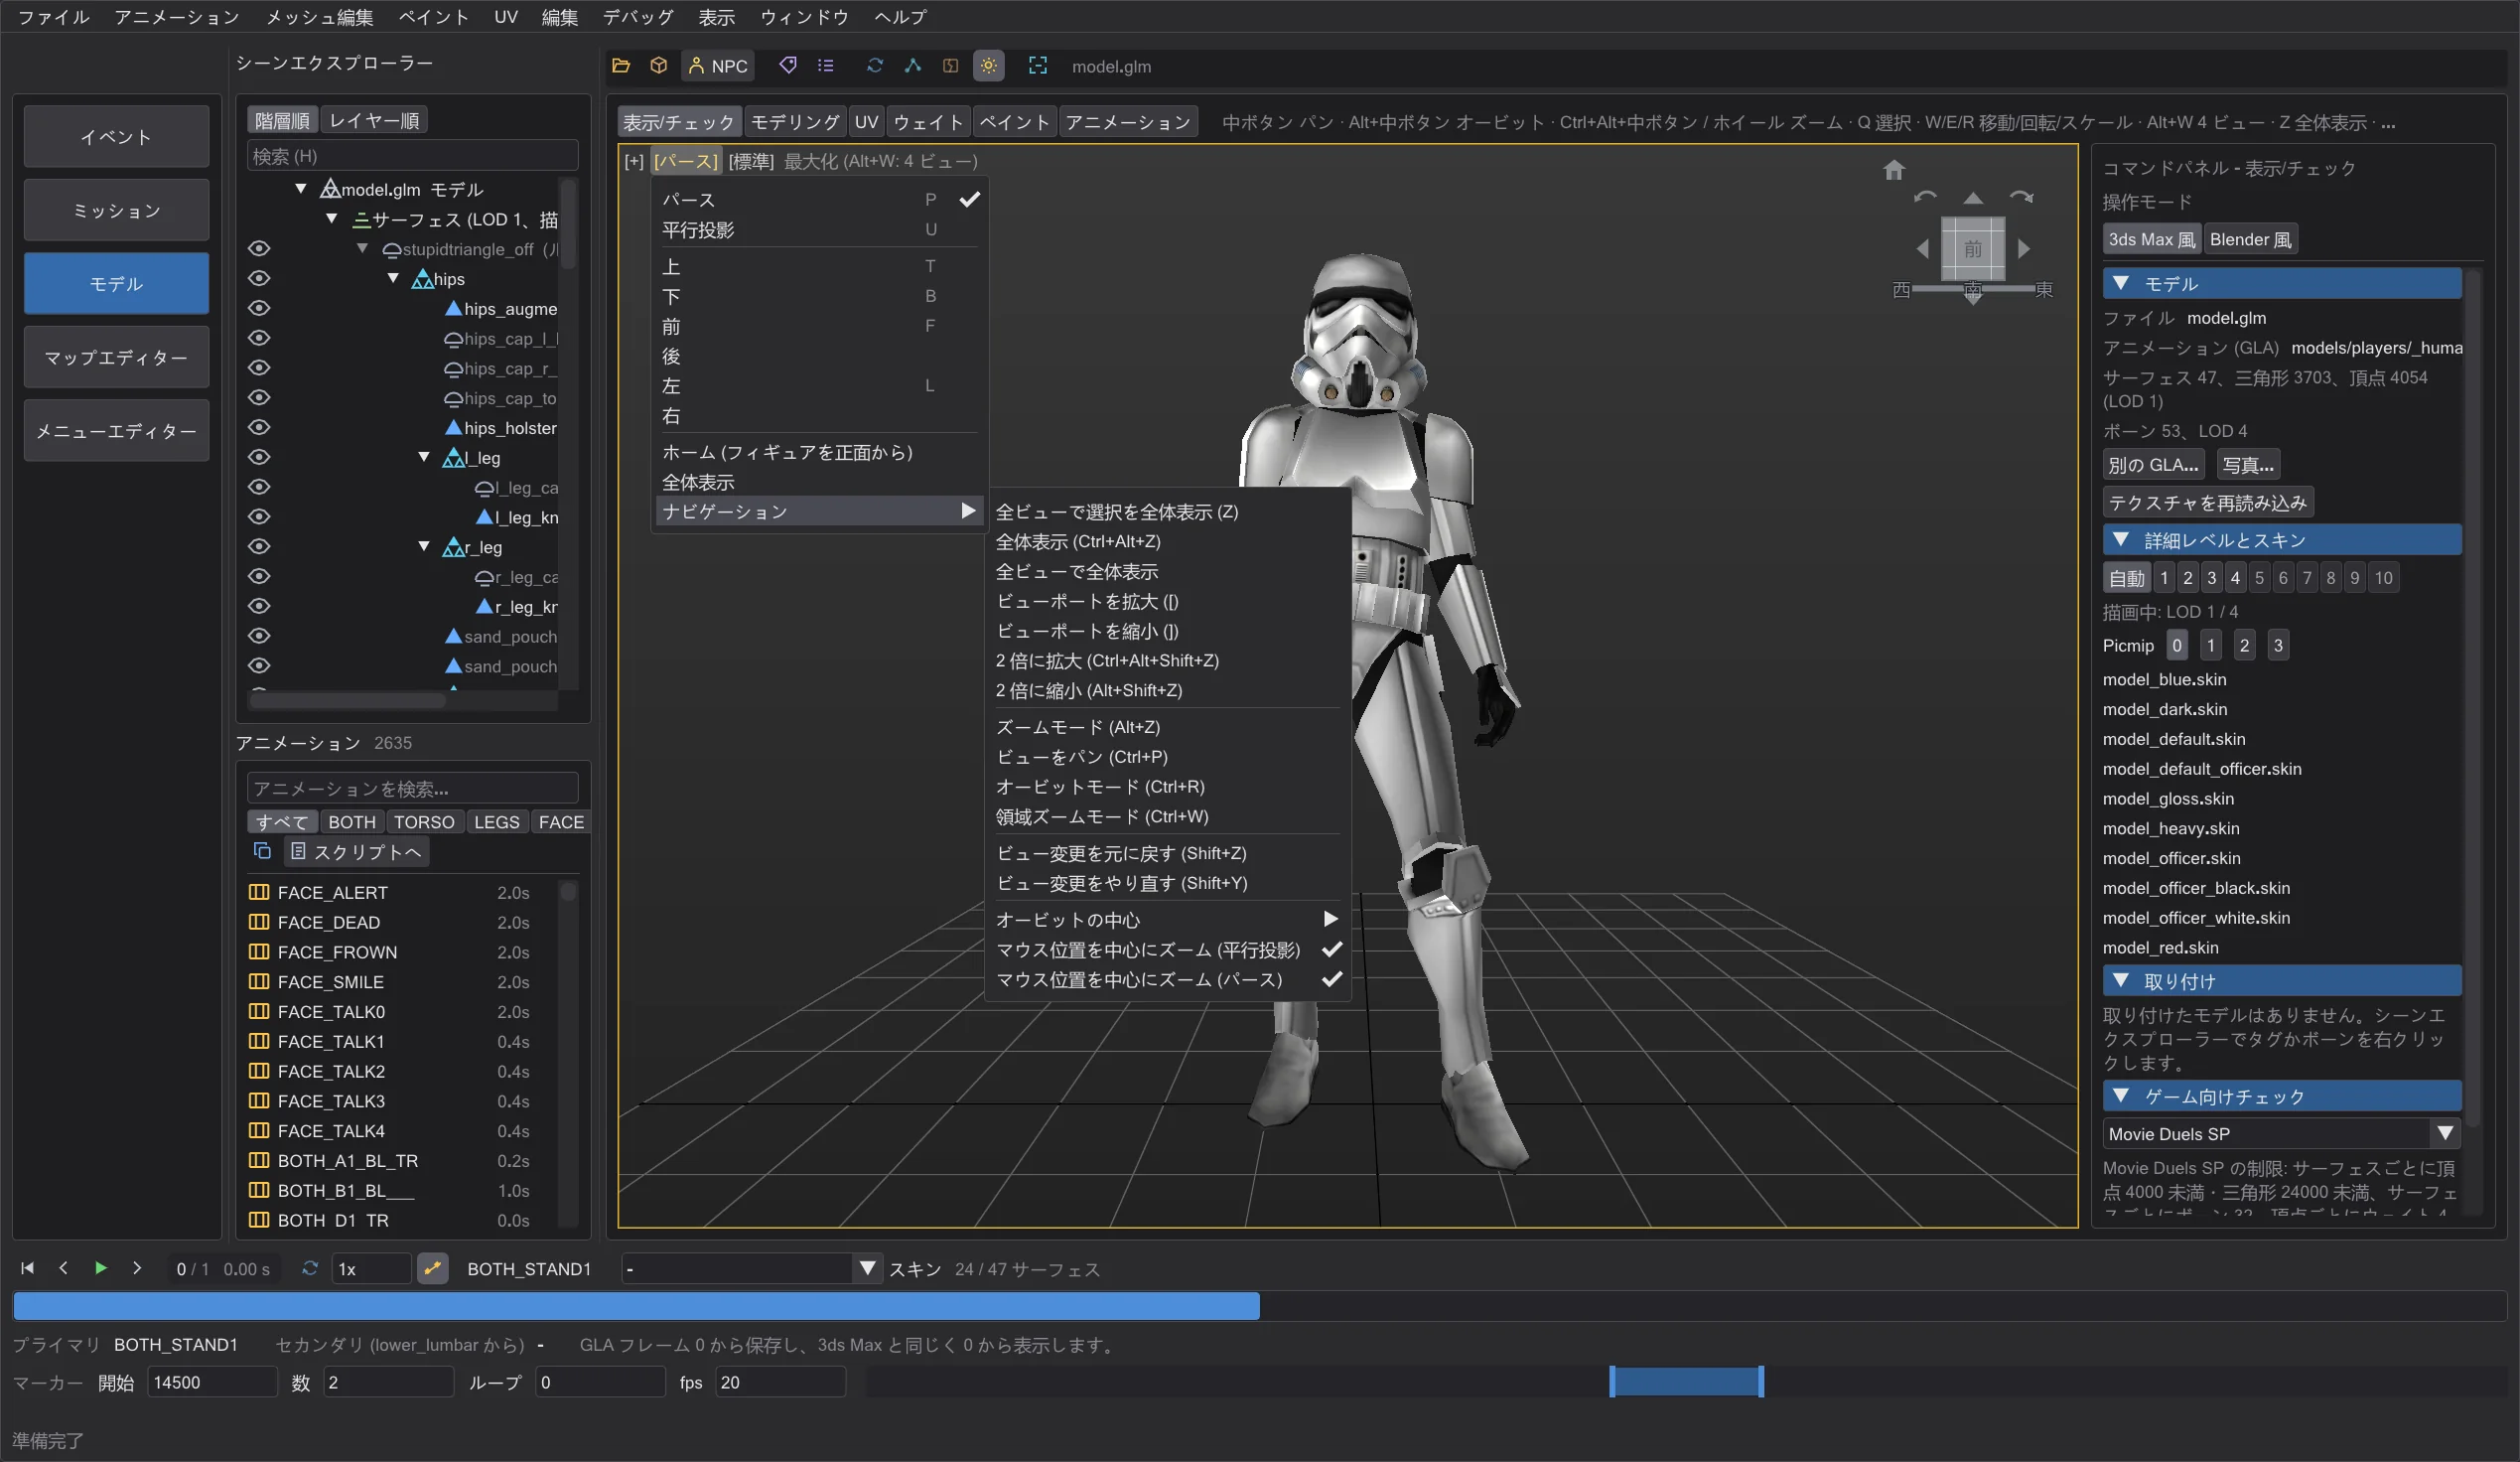 ファイル アニメーション メッシュ編集 ペイント UV 編集 デバッグ 表示 ウィンドウ ヘルプ
イベント
ミッション
モデル
マップエディター
メニューエディター
シーンエクスプローラー
階層順 レイヤー順
検索 (H)
model.glm モデル
サーフェス (LOD 1、描
stupidtriangle_off
hips
hips_augme
hips_cap_l_
hips_cap_r_
hips_cap_to
hips_holster
l_leg
l_leg_ca
l_leg_kn
r_leg
r_leg_ca
r_leg_kn
sand_pouch
sand_pouch
アニメーション 2635
アニメーションを検索...
すべて BOTH TORSO LEGS FACE
スクリプトへ
FACE_ALERT 2.0s
FACE_DEAD 2.0s
FACE_FROWN 2.0s
FACE_SMILE 2.0s
FACE_TALK0 2.0s
FACE_TALK1 0.4s
FACE_TALK2 0.4s
FACE_TALK3 0.4s
FACE_TALK4 0.4s
BOTH_A1_BL_TR 0.2s
BOTH_B1_BL___ 1.0s
BOTH_D1_TR 0.0s
NPC model.glm
表示/チェック モデリング UV ウェイト ペイント アニメーション 中ボタン パン · Alt+中ボタン オービット · Ctrl+Alt+中ボタン / ホイール ズーム · Q 選択 · W/E/R 移動/回転/スケール · Alt+W 4 ビュー · Z 全体表示 · ...
[+] [パース] [標準] 最大化 (Alt+W: 4 ビュー)
パース P
平行投影 U
上 T
下 B
前 F
後
左 L
右
ホーム (フィギュアを正面から)
全体表示
ナビゲーション
全ビューで選択を全体表示 (Z)
全体表示 (Ctrl+Alt+Z)
全ビューで全体表示
ビューポートを拡大 ([)
ビューポートを縮小 (])
2 倍に拡大 (Ctrl+Alt+Shift+Z)
2 倍に縮小 (Alt+Shift+Z)
ズームモード (Alt+Z)
ビューをパン (Ctrl+P)
オービットモード (Ctrl+R)
領域ズームモード (Ctrl+W)
ビュー変更を元に戻す (Shift+Z)
ビュー変更をやり直す (Shift+Y)
オービットの中心
マウス位置を中心にズーム (平行投影)
マウス位置を中心にズーム (パース)
前
西 南 東
コマンドパネル - 表示/チェック
操作モード
3ds Max 風 Blender 風
モデル
ファイル model.glm
アニメーション (GLA) models/players/_huma
サーフェス 47、三角形 3703、頂点 4054
(LOD 1)
ボーン 53、LOD 4
別の GLA... 写真...
テクスチャを再読み込み
詳細レベルとスキン
自動 1 2 3 4 5 6 7 8 9 10
描画中: LOD 1 / 4
Picmip 0 1 2 3
model_blue.skin
model_dark.skin
model_default.skin
model_default_officer.skin
model_gloss.skin
model_heavy.skin
model_officer.skin
model_officer_black.skin
model_officer_white.skin
model_red.skin
取り付け
取り付けたモデルはありません。シーンエ
クスプローラーでタグかボーンを右クリッ
クします。
ゲーム向けチェック
Movie Duels SP
Movie Duels SP の制限: サーフェスごとに頂
点 4000 未満・三角形 24000 未満、サーフェ
スごとにボーン 32、頂点ごとにウェイト 4
0 / 1 0.00 s 1x BOTH_STAND1 - スキン 24 / 47 サーフェス
プライマリ BOTH_STAND1 セカンダリ (lower_lumbar から) - GLA フレーム 0 から保存し、3ds Max と同じく 0 から表示します。
マーカー 開始 14500 数 2 ループ 0 fps 20
準備完了